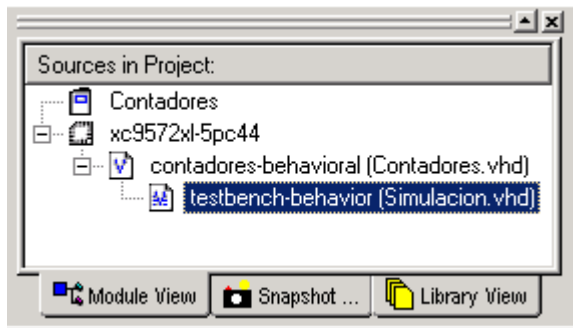 Sources in Project:
Contadores
xc9572xl-5pc44
contadores-behavioral (Contadores.vhd)
testbench-behavior (Simulacion.vhd)
Module View Snapshot ... Library View